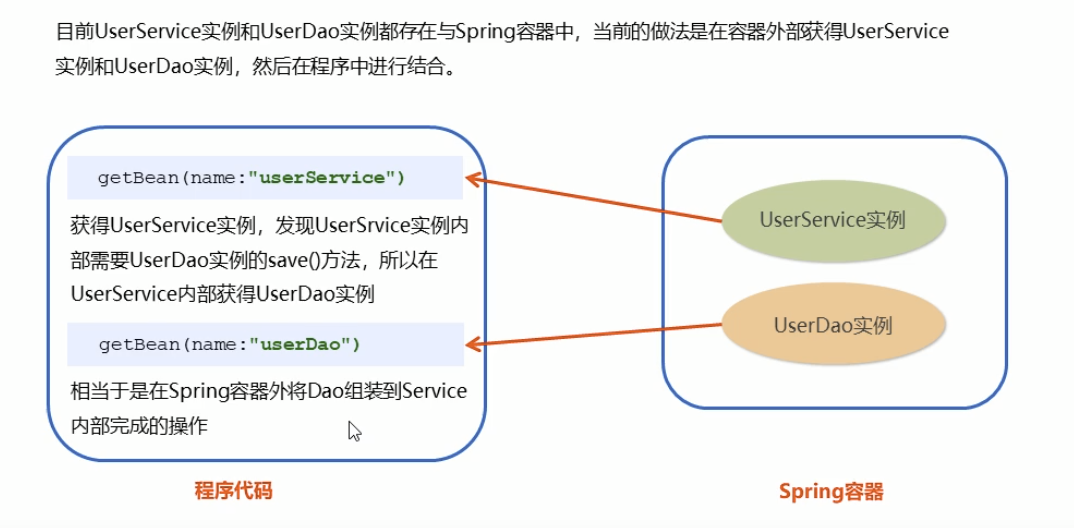 目前UserService实例和UserDao实例都存在与Spring容器中，当前的做法是在容器外部获得UserService
实例和UserDao实例，然后在程序中进行结合。
getBean(name:"userService")
获得UserService实例，发现UserSrvice实例内
部需要UserDao实例的save()方法，所以在
UserService内部获得UserDao实例
getBean(name:"userDao")
相当于是在Spring容器外将Dao组装到Service
内部完成的操作
程序代码
UserService实例
UserDao实例
Spring容器